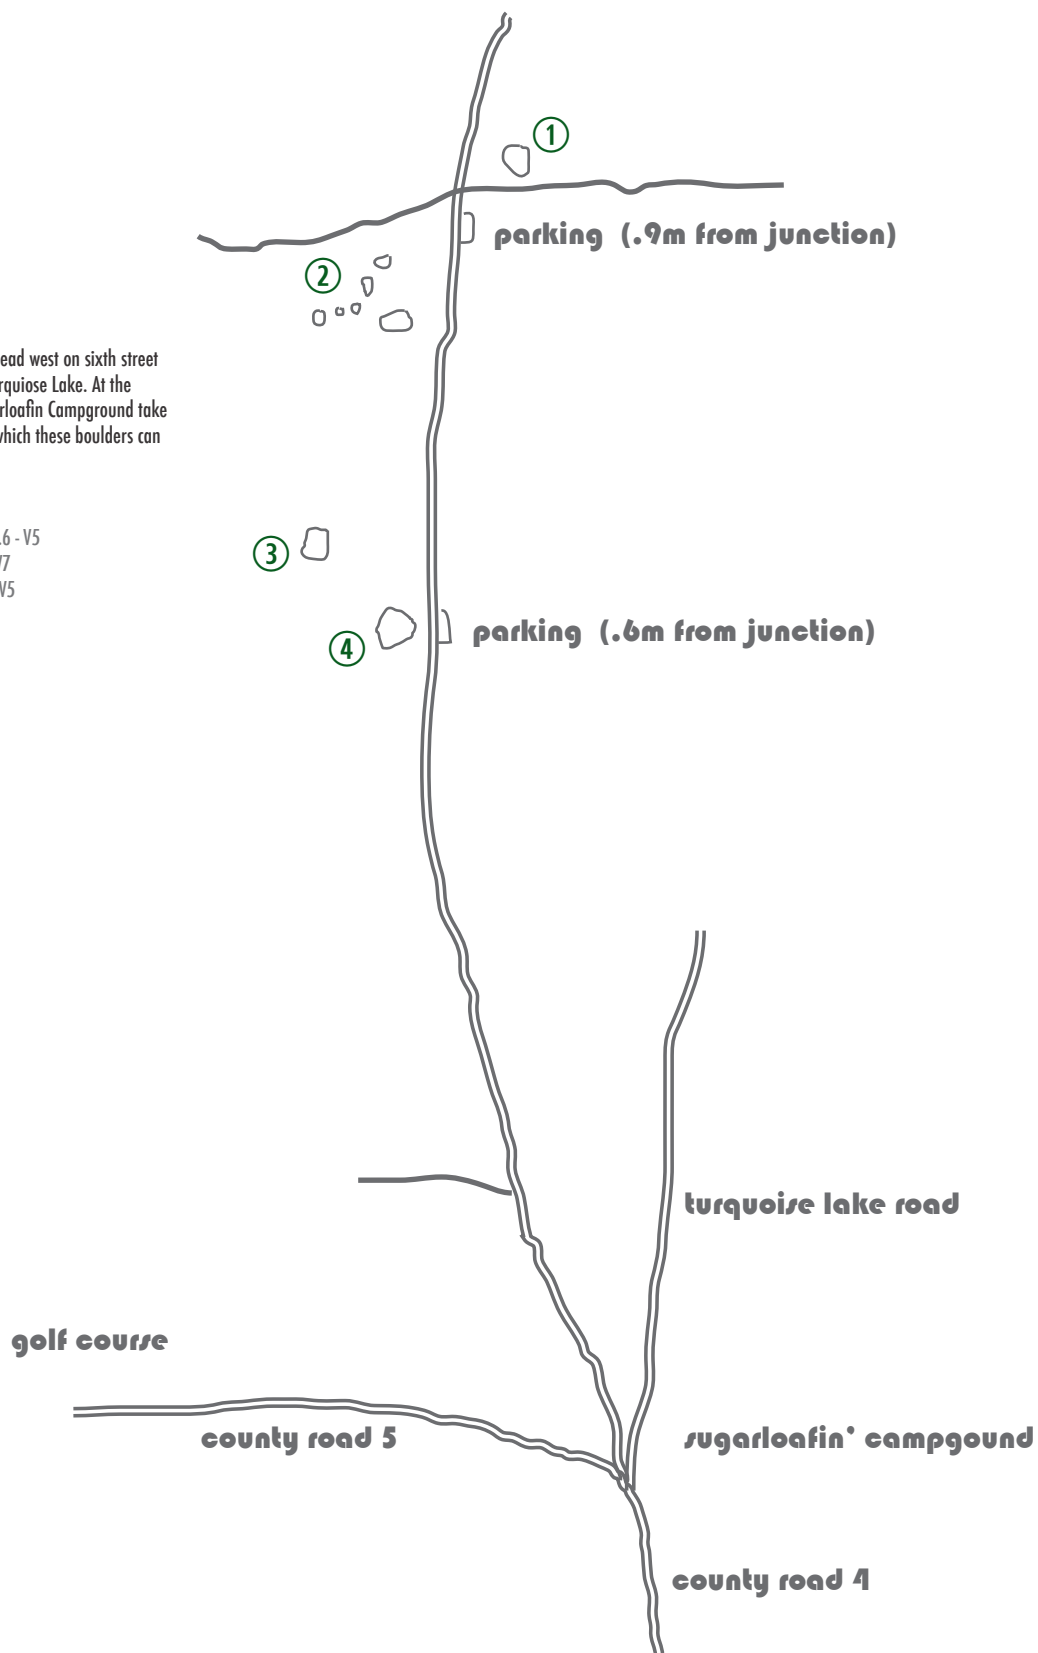 1
parking (.9m from junction)
2
ead west on sixth street
rquiose Lake. At the
rloafin Campground take
which these boulders can
.6 - V5
V7
V5
3
4
parking (.6m from junction)
turquoise lake road
golf course
county road 5
sugarloafin' campgound
county road 4